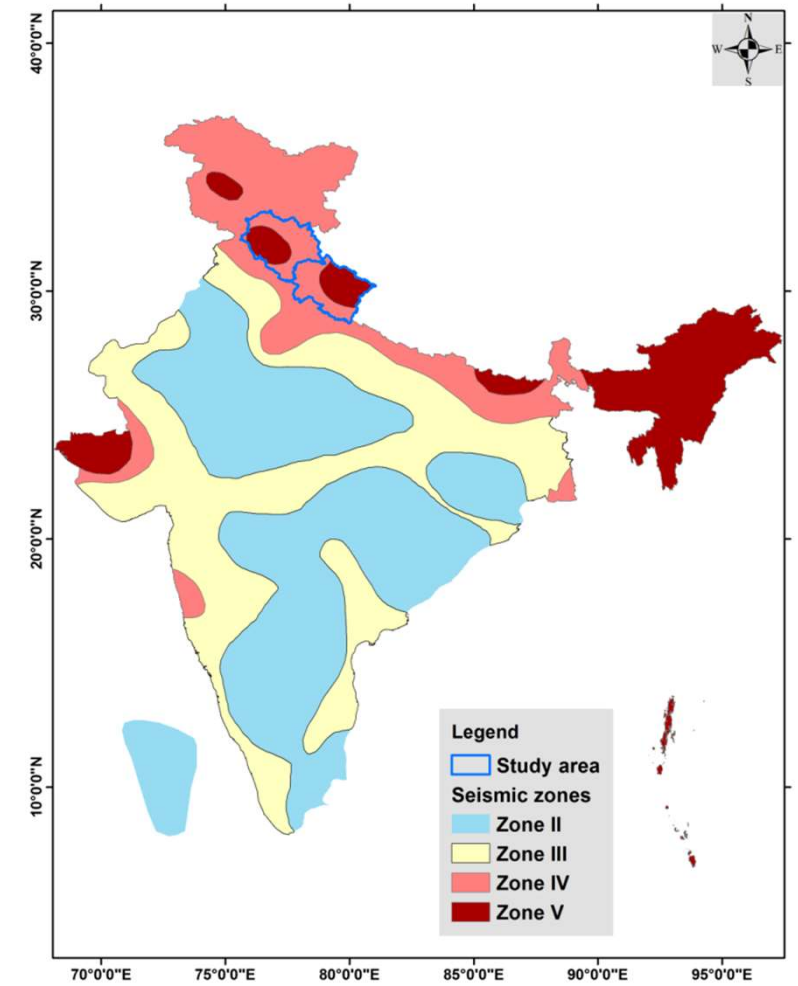 N
W E
S
40°0'0"N
30°0'0"N
20°0'0"N
10°0'0"N
Legend
Study area
Seismic zones
Zone II
Zone III
Zone IV
Zone V
70°0'0"E 75°0'0"E 80°0'0"E 85°0'0"E 90°0'0"E 95°0'0"E